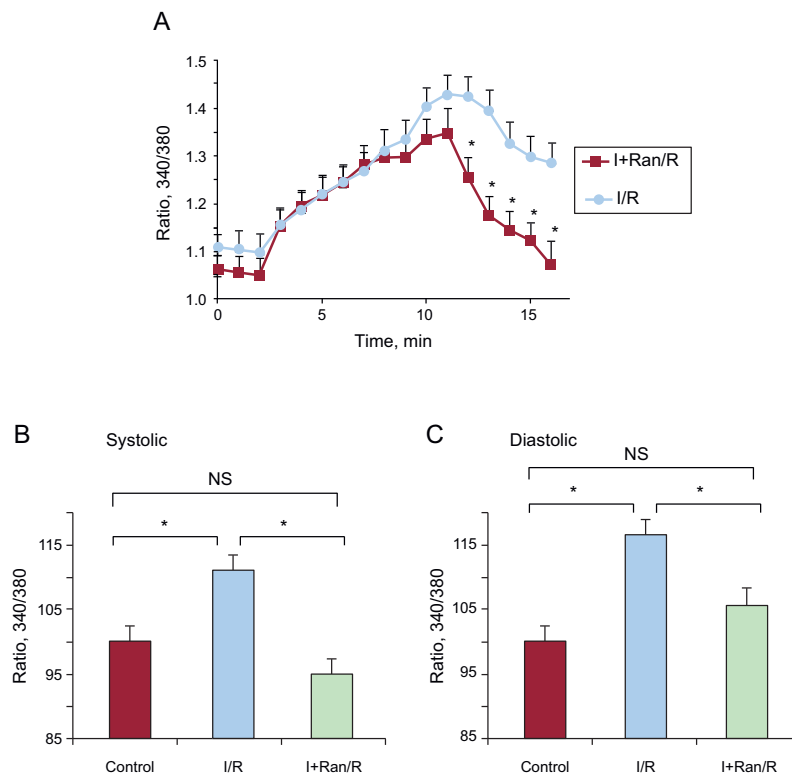 A
Ratio, 340/380
1.5
1.4
1.3
1.2
1.1
1.0
* * * * *
0 5 10 15
Time, min
I+Ran/R
I/R
B
Systolic
NS
* *
Ratio, 340/380
115
105
95
85
Control I/R I+Ran/R
C
Diastolic
NS
* *
Ratio, 340/380
115
105
95
85
Control I/R I+Ran/R